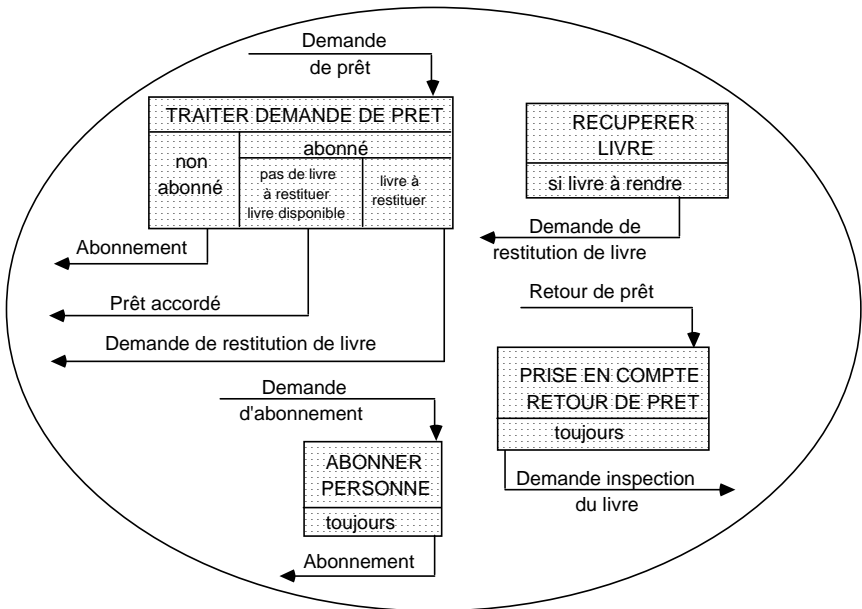 Demande
de prêt
TRAITER DEMANDE DE PRET
non
abonné
abonné
pas de livre
à restituer
livre disponible
livre à
restituer
Abonnement
Prêt accordé
Demande de restitution de livre
RECUPERER
LIVRE
si livre à rendre
Demande de
restitution de livre
Retour de prêt
PRISE EN COMPTE
RETOUR DE PRET
toujours
Demande inspection
du livre
Demande
d'abonnement
ABONNER
PERSONNE
toujours
Abonnement